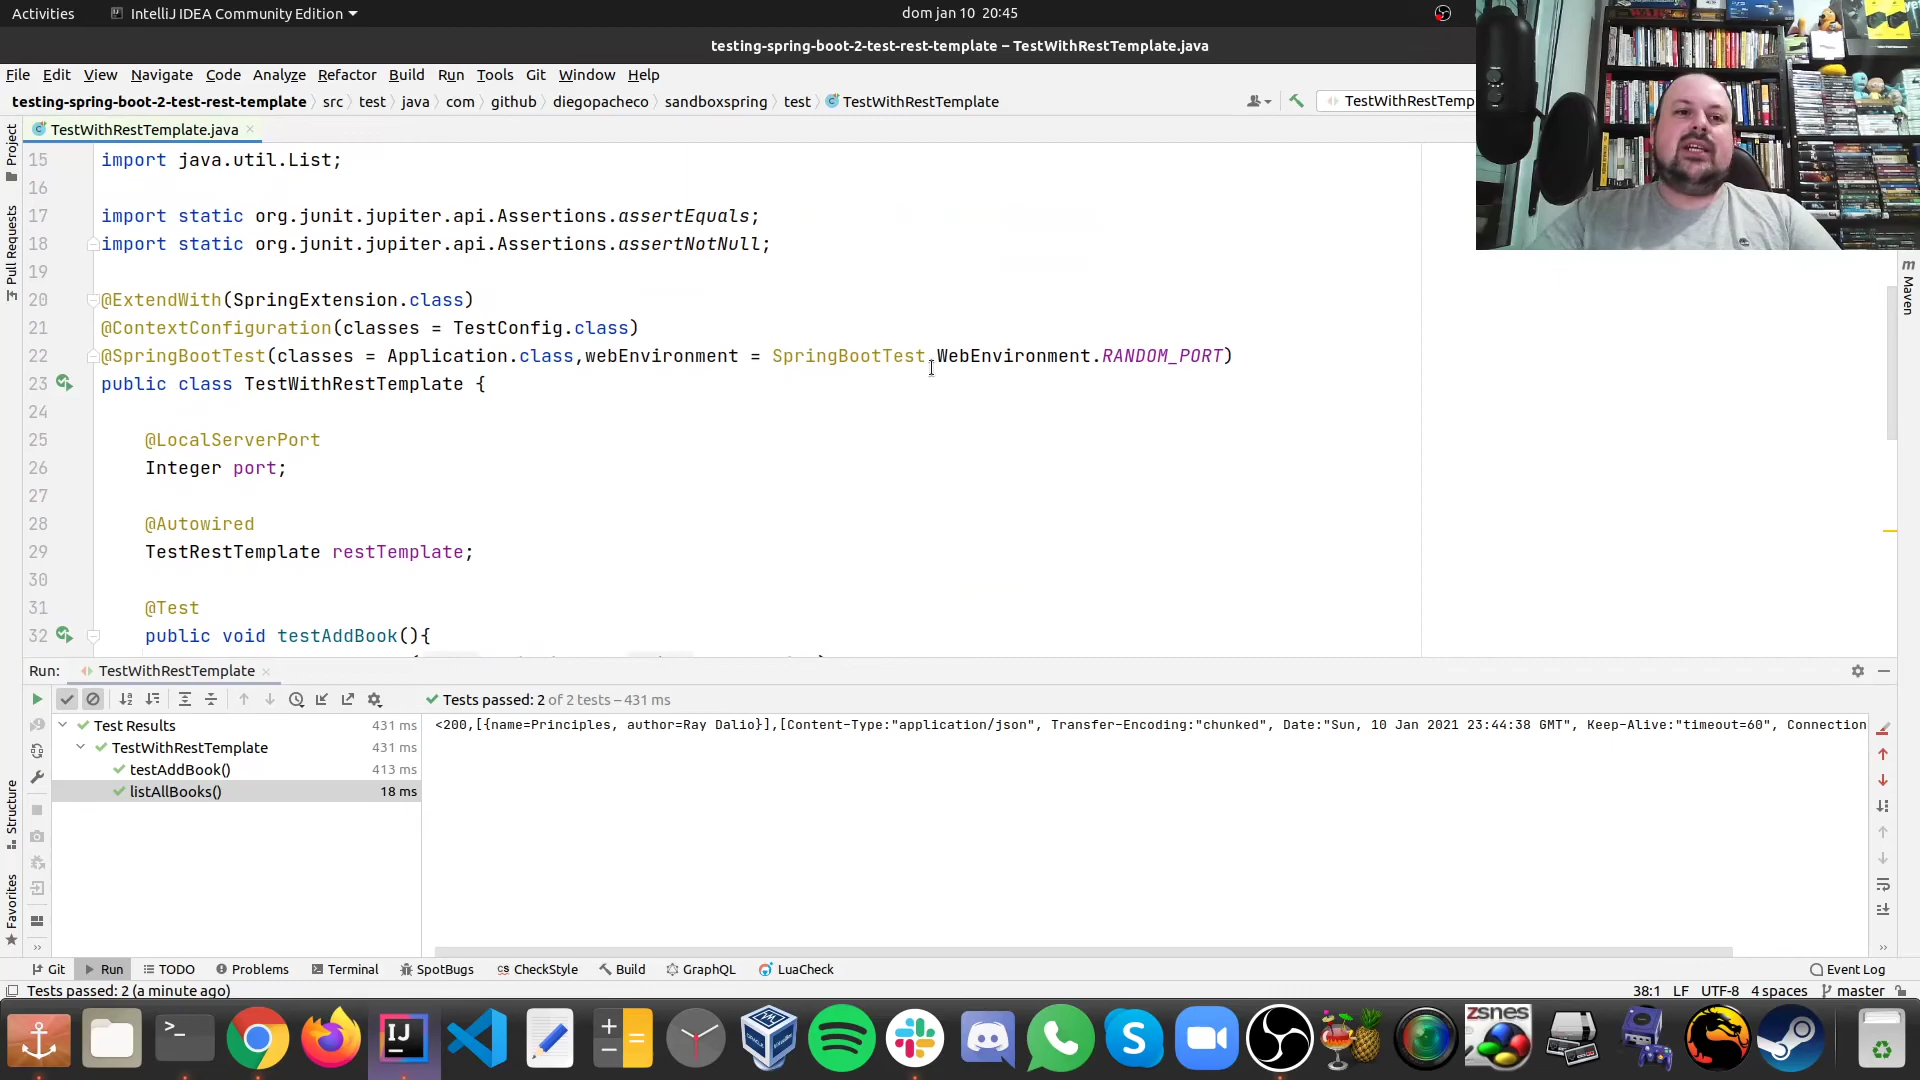 Activities
IntelliJ IDEA Community Edition
dom jan 10 20:45
testing-spring-boot-2-test-rest-template – TestWithRestTemplate.java
File Edit View Navigate Code Analyze Refactor Build Run Tools Git Window Help
testing-spring-boot-2-test-rest-template 〉 src 〉 test 〉 java 〉 com 〉 github 〉 diegopacheco 〉 sandboxspring 〉 test 〉 TestWithRestTemplate
TestWithRestTemp
TestWithRestTemplate.java
Project
Pull Requests
Structure
Favorites
Maven
15 import java.util.List;
16
17 import static org.junit.jupiter.api.Assertions.assertEquals;
18 import static org.junit.jupiter.api.Assertions.assertNotNull;
19
20 @ExtendWith(SpringExtension.class)
21 @ContextConfiguration(classes = TestConfig.class)
22 @SpringBootTest(classes = Application.class,webEnvironment = SpringBootTest.WebEnvironment.RANDOM_PORT)
23 public class TestWithRestTemplate {
24
25 @LocalServerPort
26 Integer port;
27
28 @Autowired
29 TestRestTemplate restTemplate;
30
31 @Test
32 public void testAddBook(){
Run: TestWithRestTemplate
Tests passed: 2 of 2 tests – 431 ms
Test Results 431 ms
TestWithRestTemplate 431 ms
testAddBook() 413 ms
listAllBooks() 18 ms
<200,[{name=Principles, author=Ray Dalio}],[Content-Type:"application/json", Transfer-Encoding:"chunked", Date:"Sun, 10 Jan 2021 23:44:38 GMT", Keep-Alive:"timeout=60", Connection
Git Run TODO Problems Terminal SpotBugs CheckStyle Build GraphQL LuaCheck Event Log
Tests passed: 2 (a minute ago)
38:1 LF UTF-8 4 spaces master
zsnes